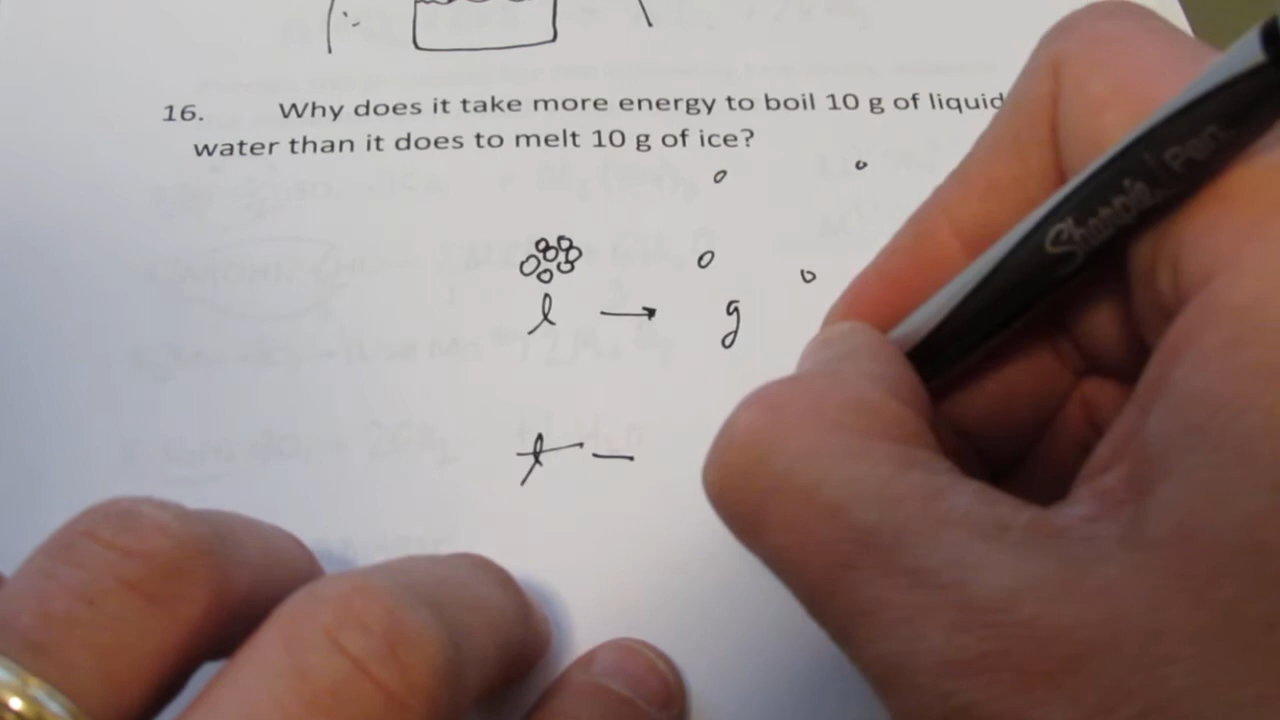 16. Why does it take more energy to boil 10 g of liquid
water than it does to melt 10 g of ice?
l → g
Sharpie Pen